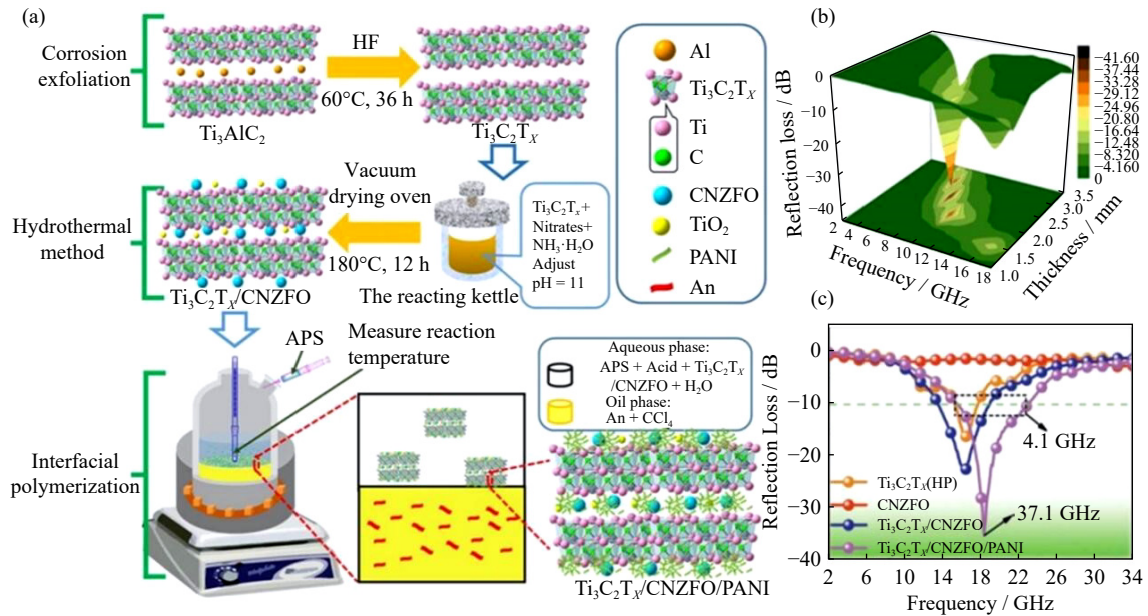 (a)
Corrosion
exfoliation
HF
60°C, 36 h
Ti₃AlC₂
Ti₃C₂T_X
Hydrothermal
method
Vacuum
drying oven
180°C, 12 h
Ti₃C₂T_X/CNZFO
The reacting kettle
Ti₃C₂Tₓ+
Nitrates+
NH₃·H₂O
Adjust
pH = 11
Al
Ti₃C₂T_X
Ti
C
CNZFO
TiO₂
PANI
An
Interfacial
polymerization
APS
Measure reaction
temperature
Aqueous phase:
APS + Acid + Ti₃C₂T_X
/CNZFO + H₂O
Oil phase:
An + CCl₄
Ti₃C₂T_X/CNZFO/PANI
(b)
Reflection loss / dB
0
−10
−20
−30
−40
2 4 6 8 10 12 14 16 18
Frequency / GHz
1.0 1.5 2.0 2.5 3.0 3.5
Thickness / mm
−41.60
−37.44
−33.28
−29.12
−24.96
−20.80
−16.64
−12.48
−8.320
−4.160
0
(c)
Reflection Loss / dB
0
−10
−20
−30
−40
4.1 GHz
37.1 GHz
Ti₃C₂Tₓ(HP)
CNZFO
Ti₃C₂Tₓ/CNZFO
Ti₃C₂Tₓ/CNZFO/PANI
2 6 10 14 18 22 26 30 34
Frequency / GHz